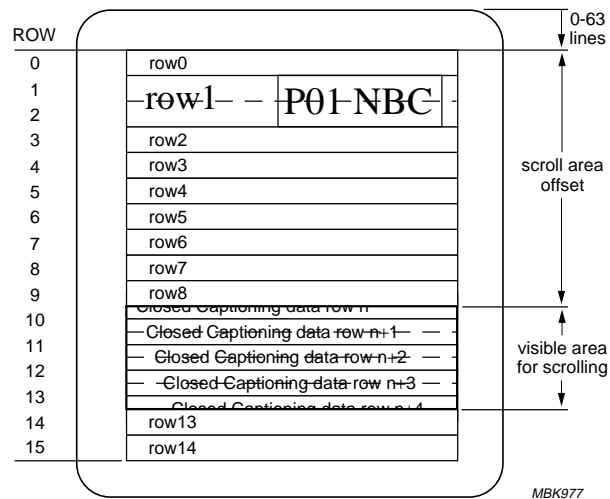 0-63
lines
ROW
0 row0
1 row1 P01 NBC
2
3 row2
4 row3
5 row4
6 row5
7 row6
8 row7
9 row8
scroll area
offset
Closed Captioning data row n
10 Closed Captioning data row n+1
11 Closed Captioning data row n+2
12 Closed Captioning data row n+3
13 Closed Captioning data row n+4
visible area
for scrolling
14 row13
15 row14
MBK977